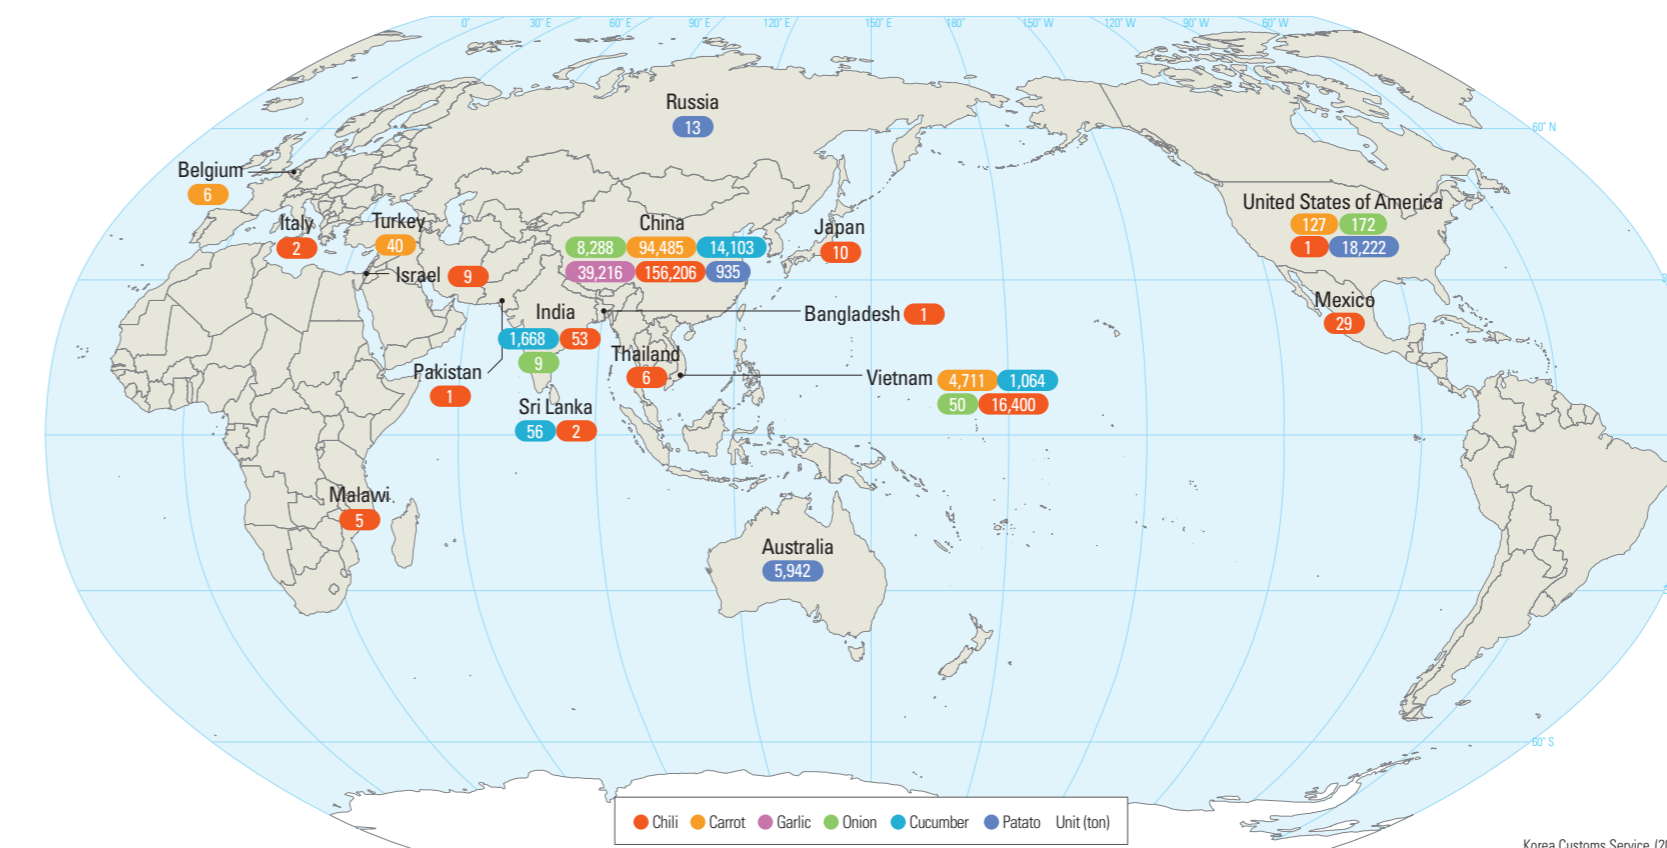 0° 30° E 60° E 90° E 120° E 150° E 180° 150° W 120° W 90° W 60° W
Russia
13
60° N
Belgium
6
Italy
2
Turkey
40
China
8,288 94,485 14,103
39,216 156,206 935
Japan
10
United States of America
127 172
1 18,222
Israel 9
Mexico
29
India
1,668 53
9
Bangladesh 1
Pakistan
1
Thailand
6
Vietnam 4,711 1,064
50 16,400
Sri Lanka
56 2
Malawi
5
Australia
5,942
60° S
Chili Carrot Garlic Onion Cucumber Patato Unit (ton)
Korea Customs Service